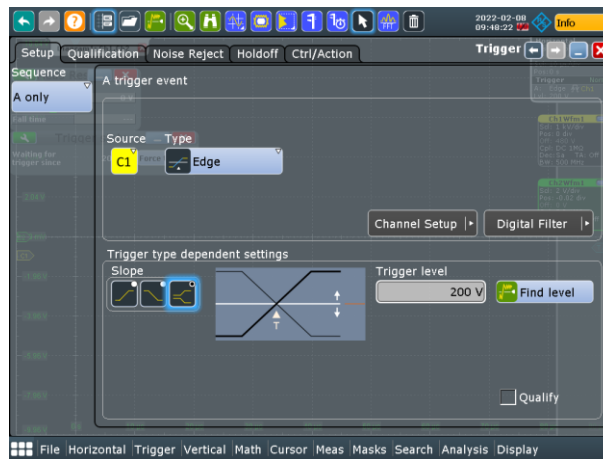 2022-02-08
09:48:22
Info
Setup Qualification Noise Reject Holdoff Ctrl/Action
Trigger
Sequence
A only
A trigger event
Source Type
C1 Edge
Channel Setup Digital Filter
Trigger type dependent settings
Slope
Trigger level
200 V
Find level
T
Qualify
File Horizontal Trigger Vertical Math Cursor Meas Masks Search Analysis Display